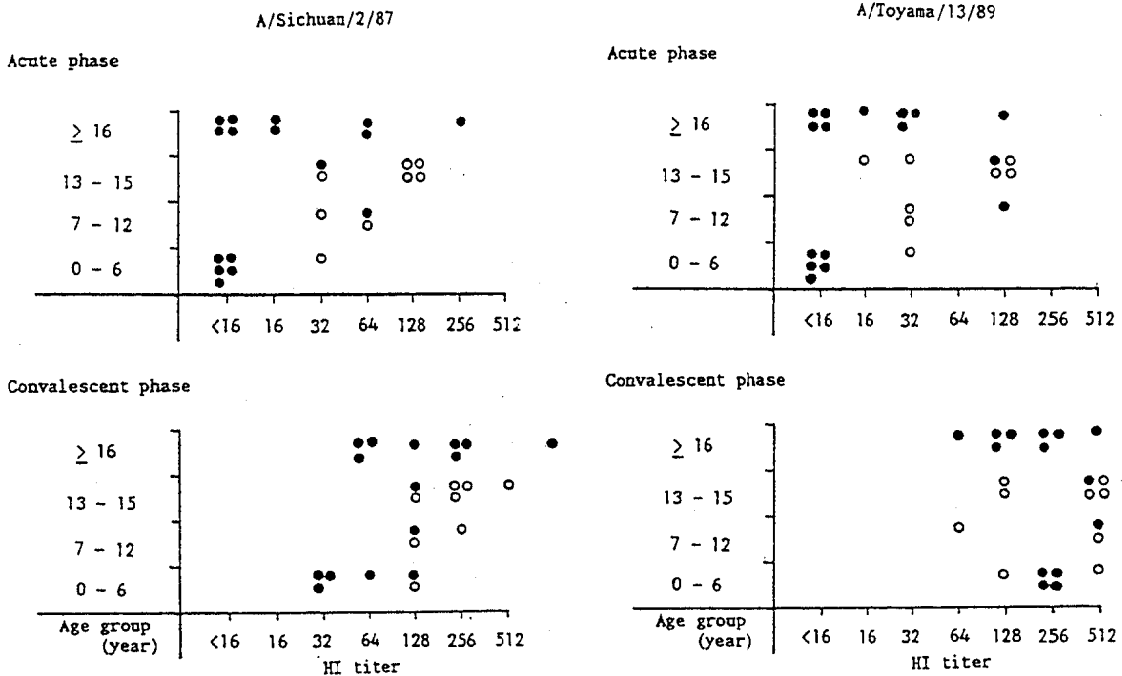 A/Sichuan/2/87
Acute phase
≥ 16
13 - 15
7 - 12
0 - 6
<16 16 32 64 128 256 512
Convalescent phase
≥ 16
13 - 15
7 - 12
0 - 6
Age group
(year)
<16 16 32 64 128 256 512
HI titer
A/Toyama/13/89
Acute phase
≥ 16
13 - 15
7 - 12
0 - 6
<16 16 32 64 128 256 512
Convalescent phase
≥ 16
13 - 15
7 - 12
0 - 6
<16 16 32 64 128 256 512
HI titer